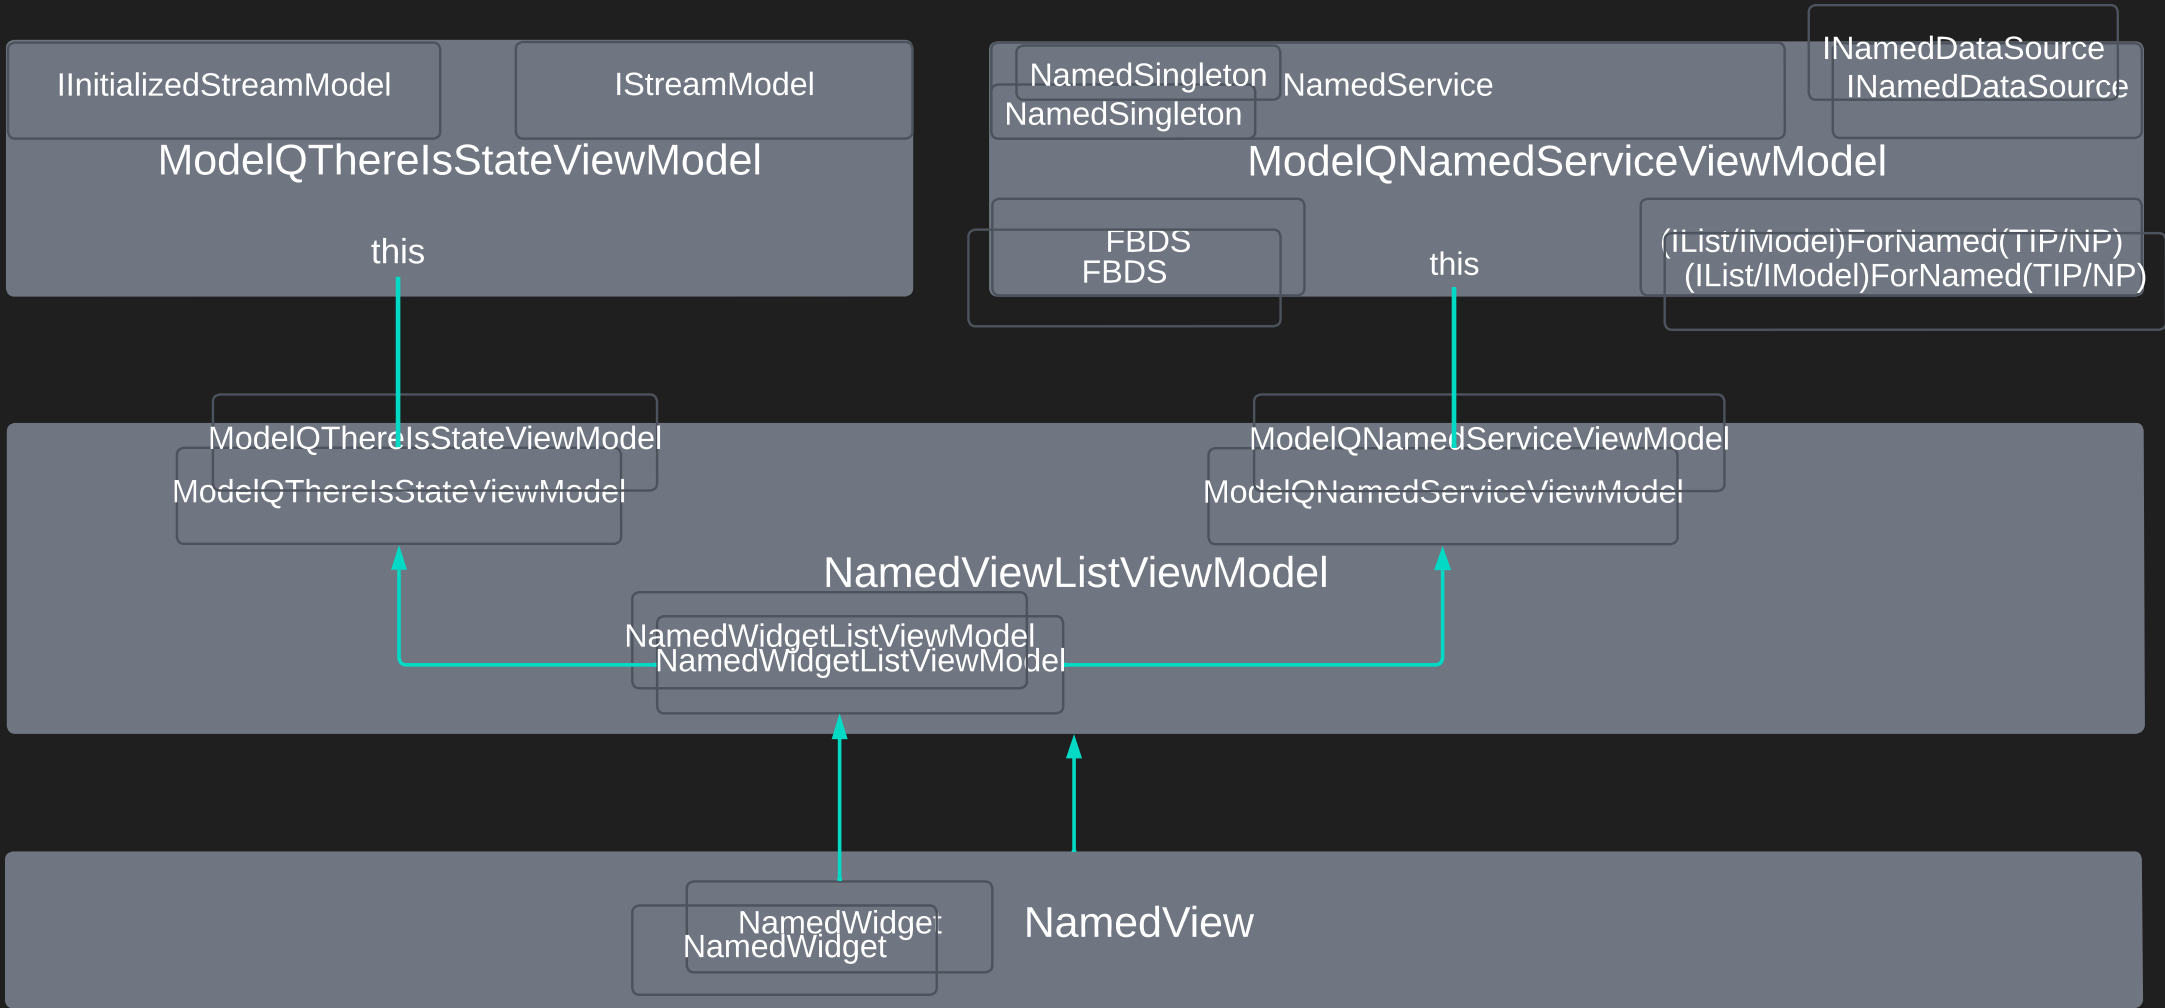 IInitializedStreamModel
IStreamModel
ModelQThereIsStateViewModel
this
NamedSingleton
NamedSingleton
NamedService
INamedDataSource
INamedDataSource
ModelQNamedServiceViewModel
FBDS
FBDS
this
(IList/IModel)ForNamed(TIP/NP)
(IList/IModel)ForNamed(TIP/NP)
ModelQThereIsStateViewModel
ModelQThereIsStateViewModel
ModelQNamedServiceViewModel
ModelQNamedServiceViewModel
NamedViewListViewModel
NamedWidgetListViewModel
NamedWidgetListViewModel
NamedWidget
NamedWidget
NamedView